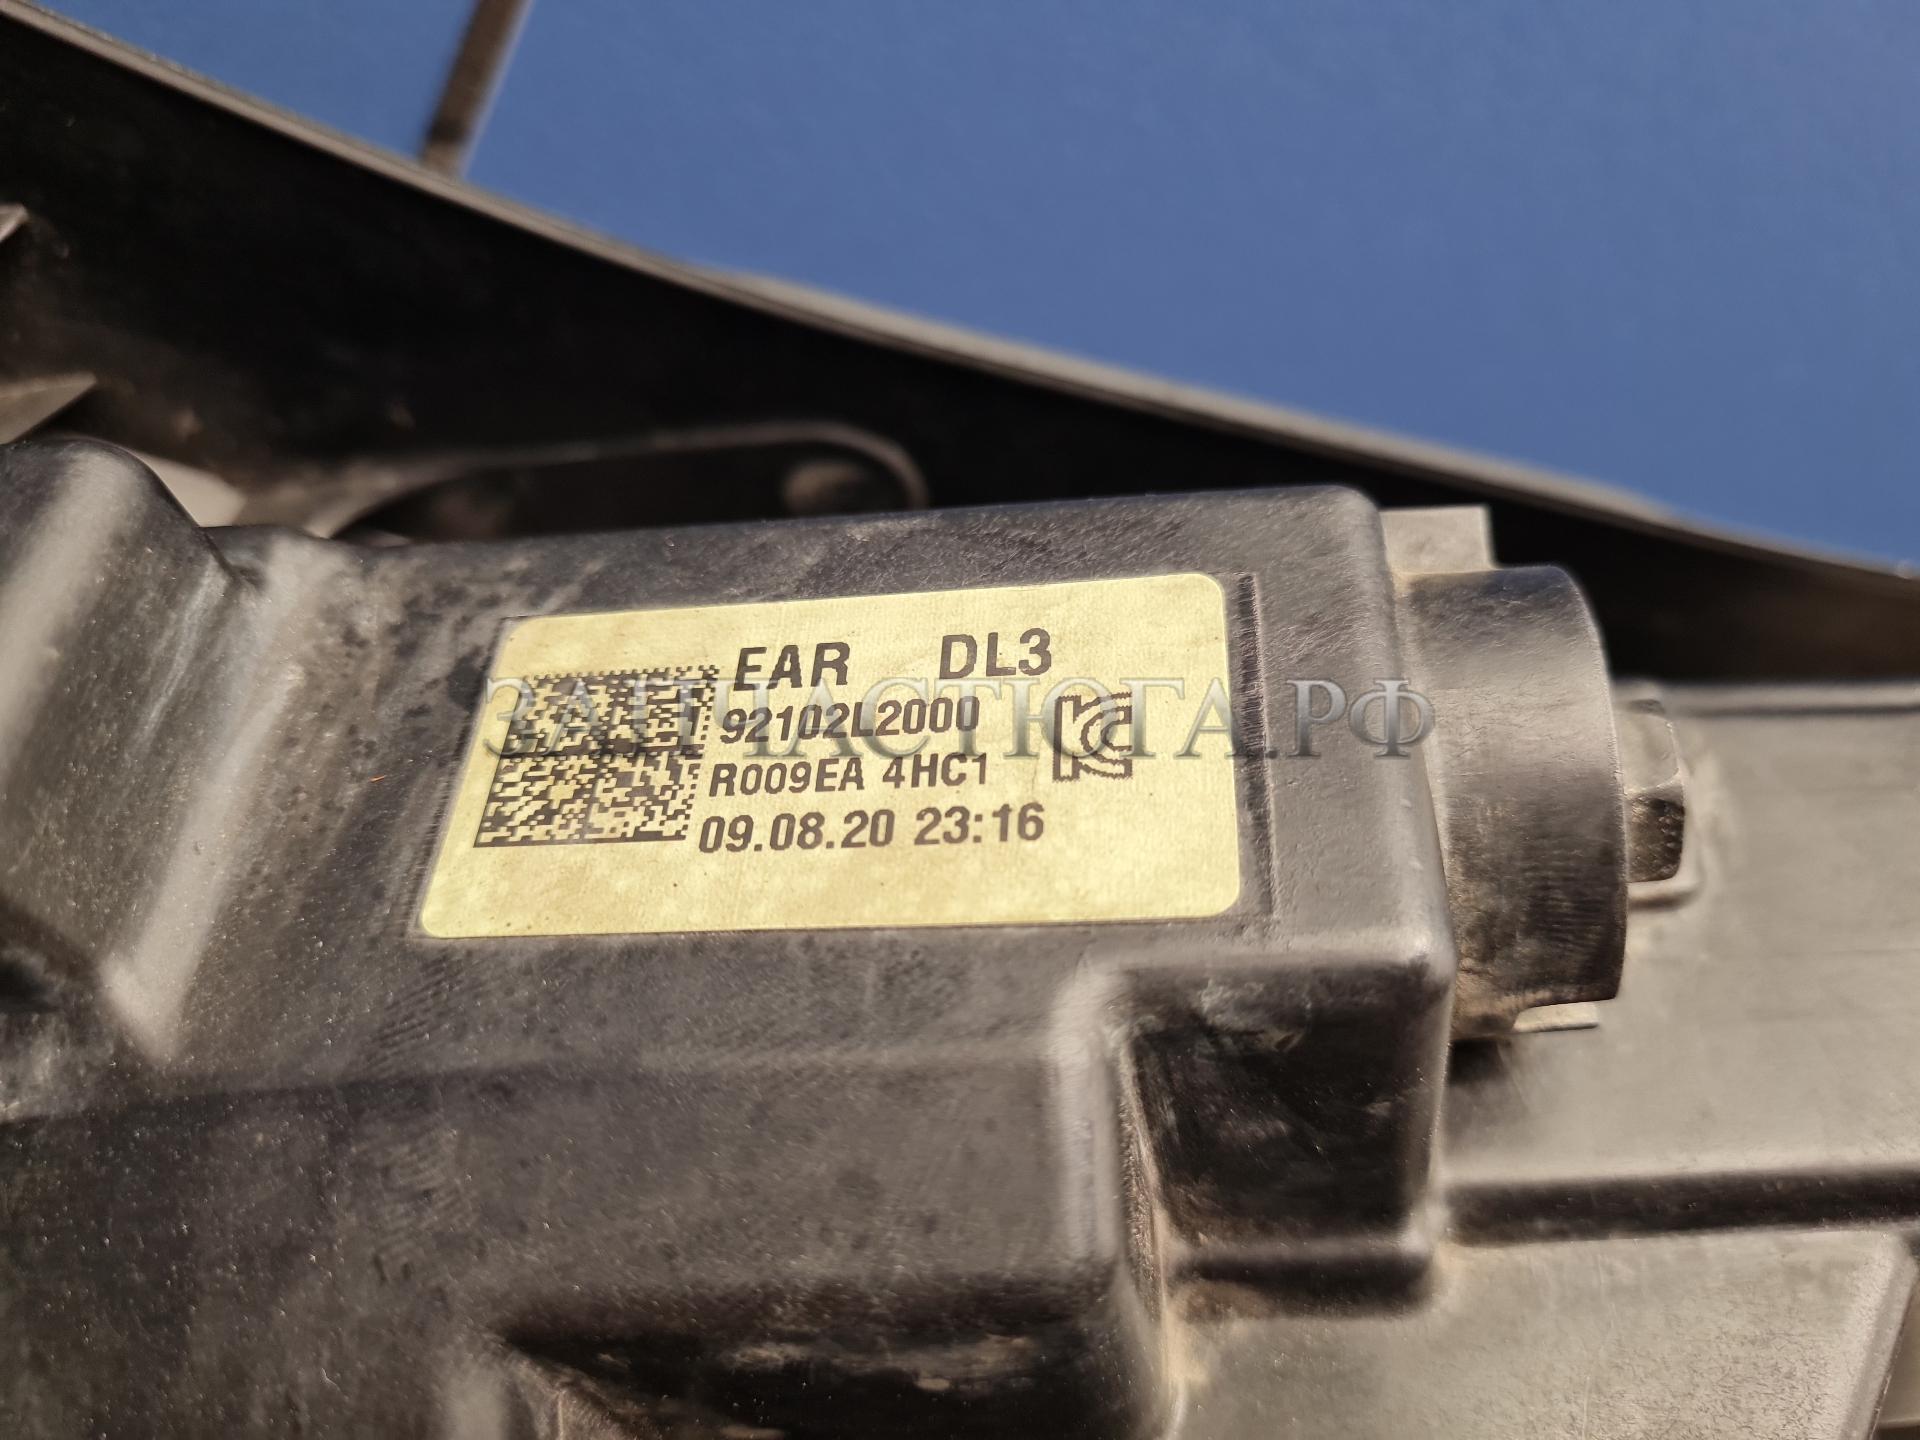 EAR DL3
92102L2000
R009EA 4HC1
09.08.20 23:16
ЗАПЧАСТЮГА.РФ